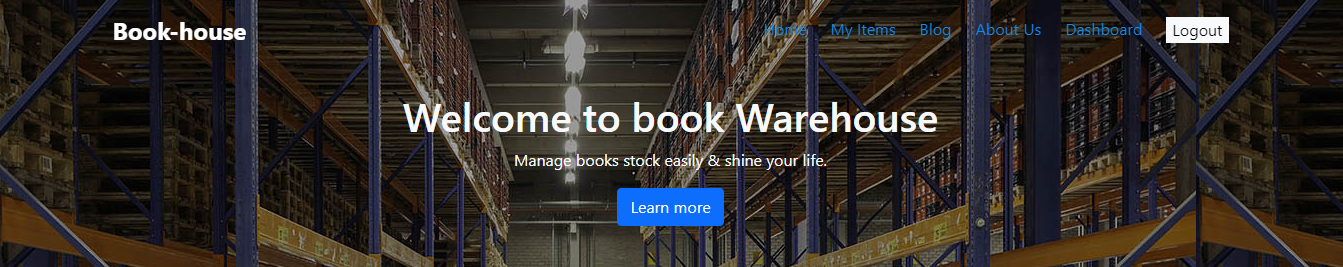 Book-house
Home My Items Blog About Us Dashboard Logout
Welcome to book Warehouse
Manage books stock easily & shine your life.
Learn more